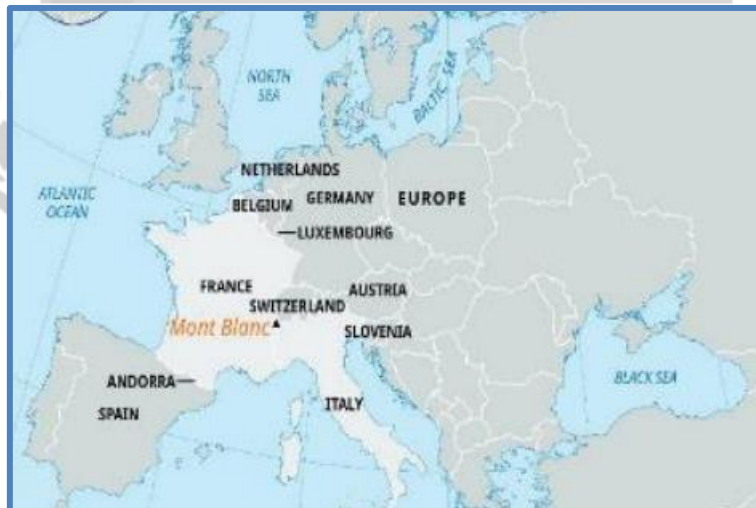 NORTH
SEA
BALTIC SEA
NETHERLANDS
ATLANTIC
OCEAN
BELGIUM
GERMANY
EUROPE
LUXEMBOURG
FRANCE
AUSTRIA
SWITZERLAND
Mont Blanc
SLOVENIA
ANDORRA
BLACK SEA
SPAIN
ITALY